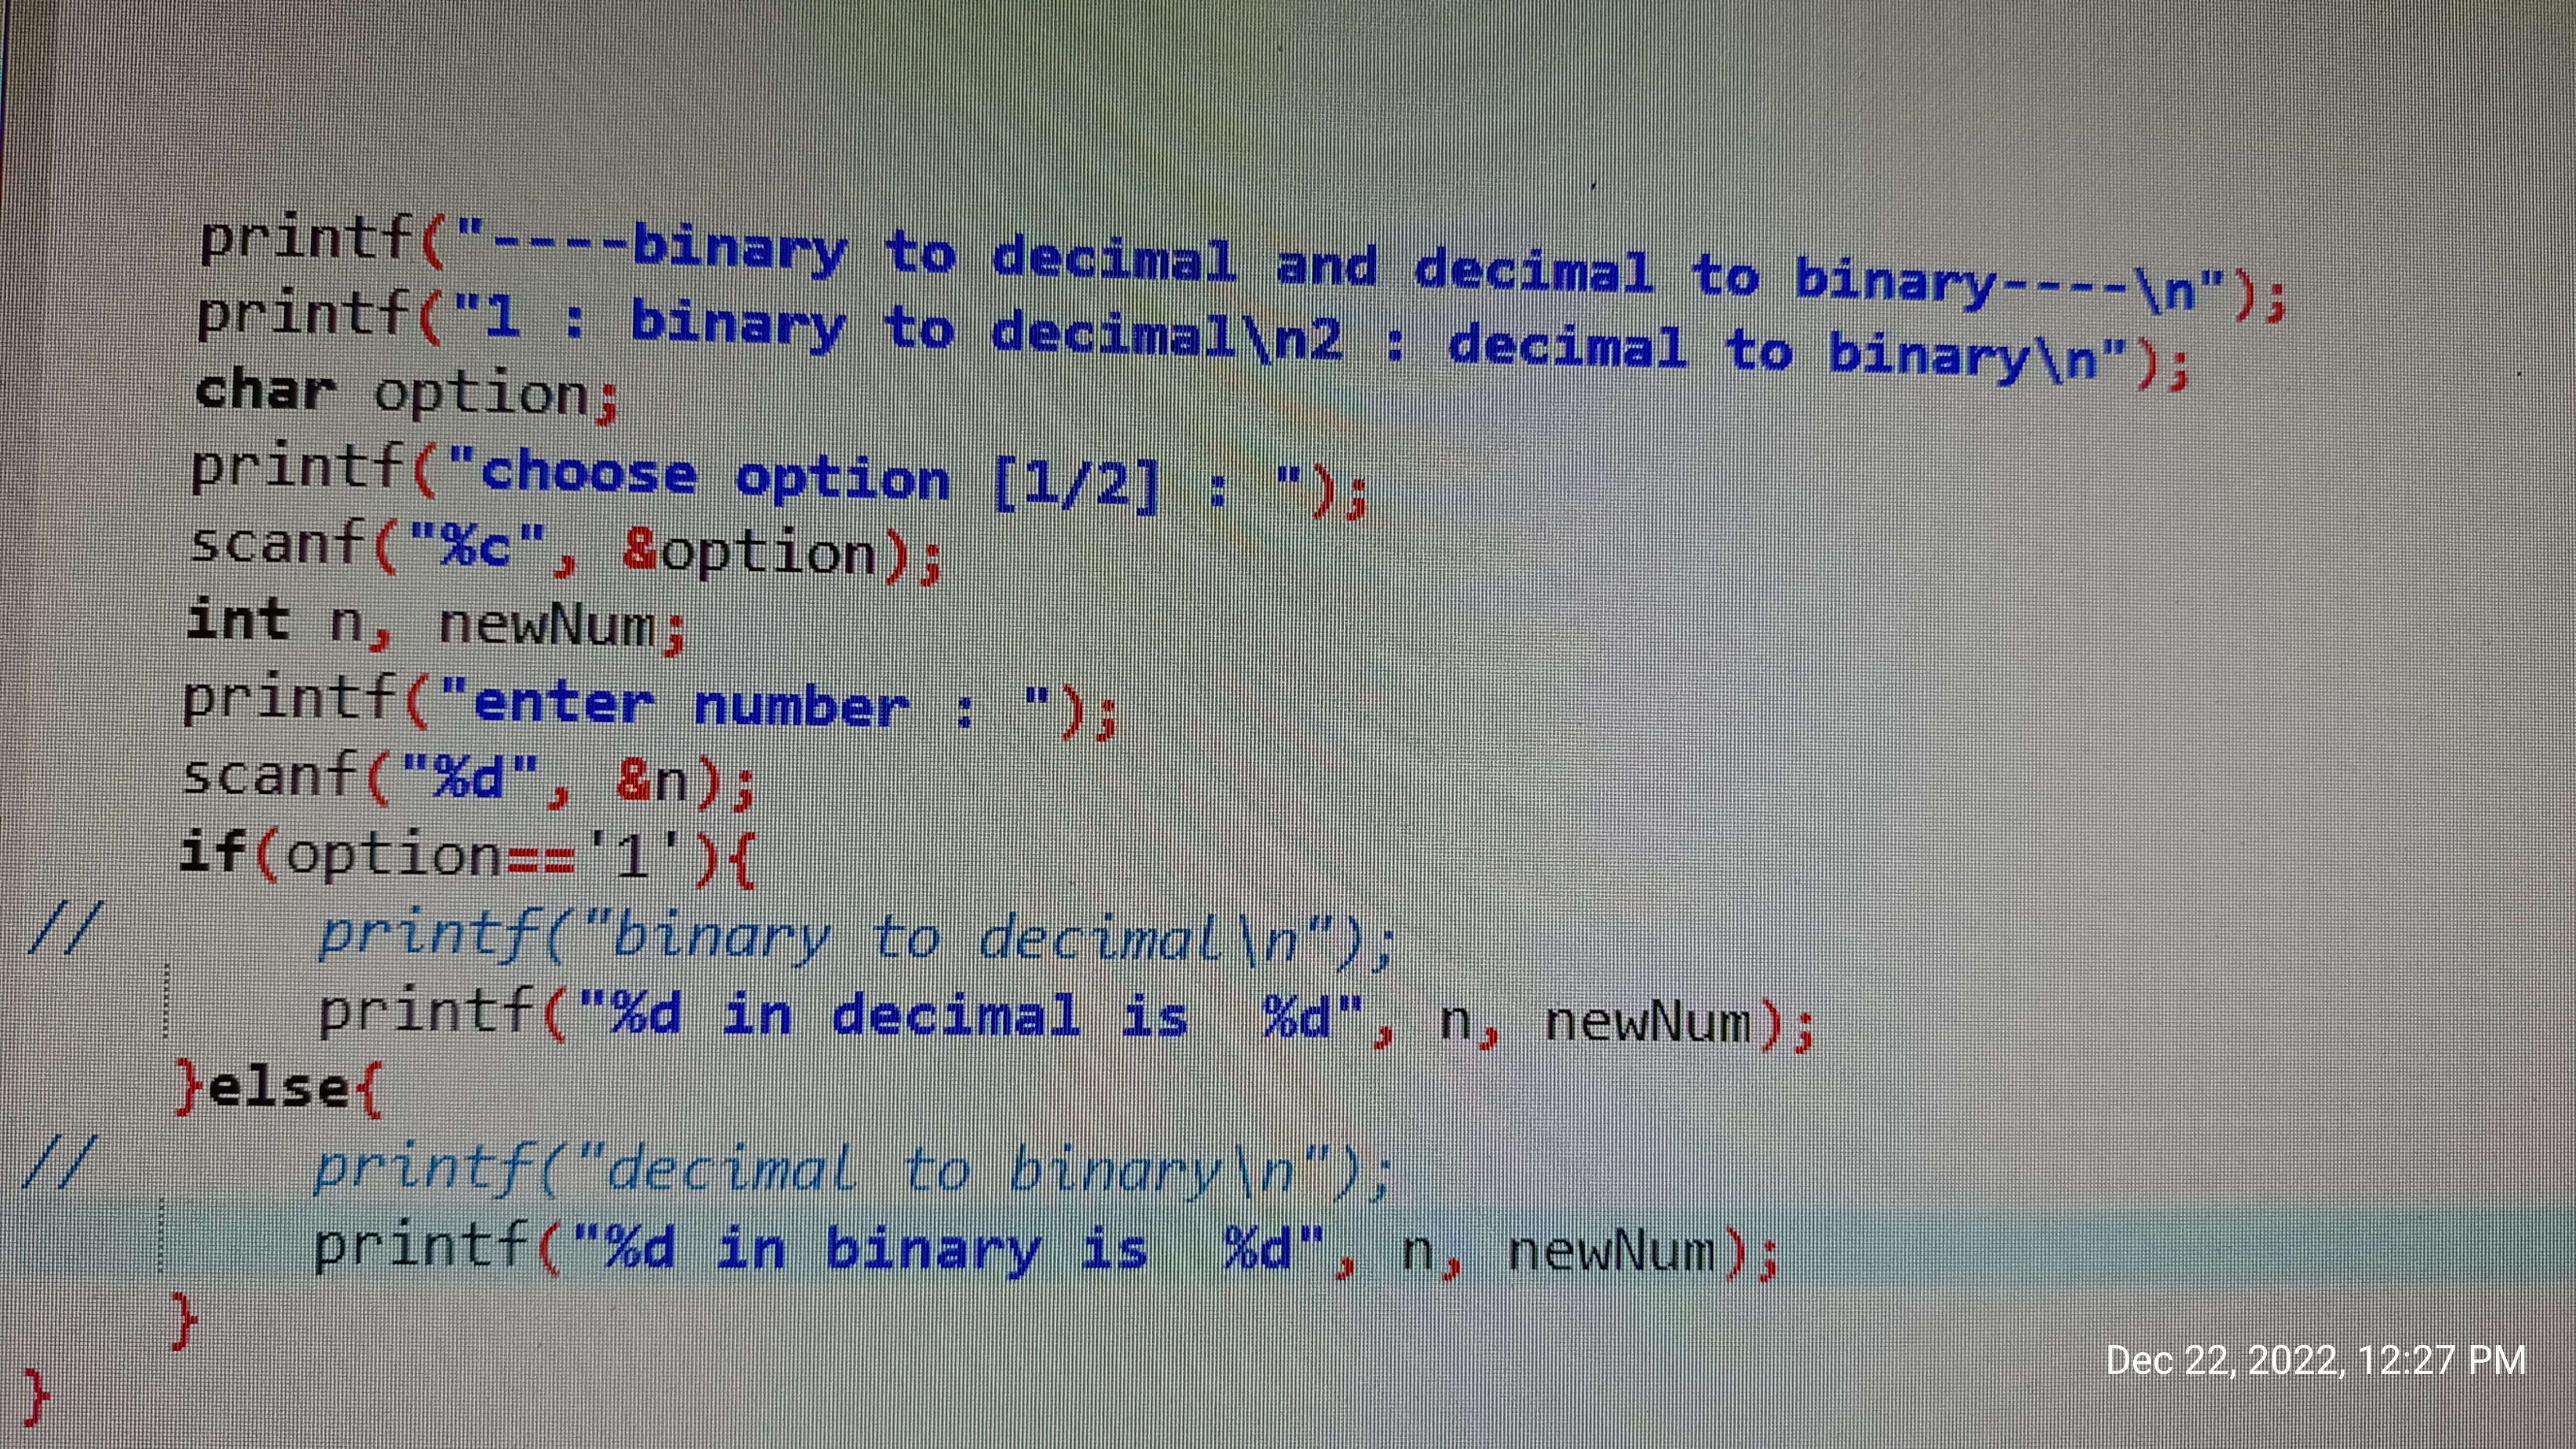 printf("----binary to decimal and decimal to binary----\n");
printf("1 : binary to decimal\n2 : decimal to binary\n");
char option;
printf("choose option [1/2] : ");
scanf("%c", &option);
int n, newNum;
printf("enter number : ");
scanf("%d", &n);
if(option=='1'){
//      printf("binary to decimal\n");
        printf("%d in decimal is  %d", n, newNum);
}else{
//      printf("decimal to binary\n");
        printf("%d in binary is  %d", n, newNum);
}
}
Dec 22, 2022, 12:27 PM